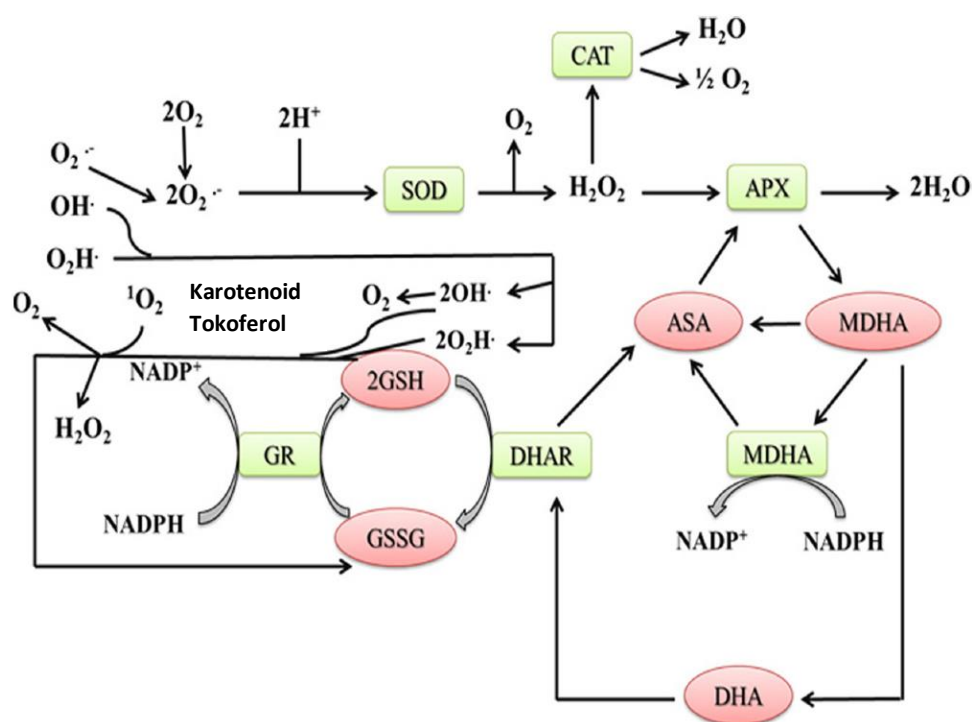 H₂O
CAT
½ O₂
2O₂
2H⁺
O₂
O₂·⁻
2O₂·⁻
SOD
H₂O₂
APX
2H₂O
OH·
O₂H·
O₂
¹O₂
Karotenoid
Tokoferol
O₂
2OH·
2O₂H·
ASA
MDHA
NADP⁺
2GSH
H₂O₂
GR
DHAR
MDHA
NADPH
GSSG
NADP⁺
NADPH
DHA